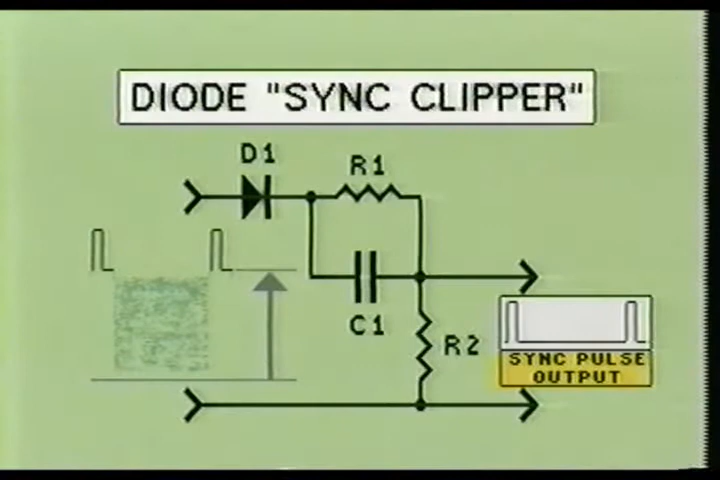 DIODE "SYNC CLIPPER"
D1
R1
C1
R2
SYNC PULSE
OUTPUT